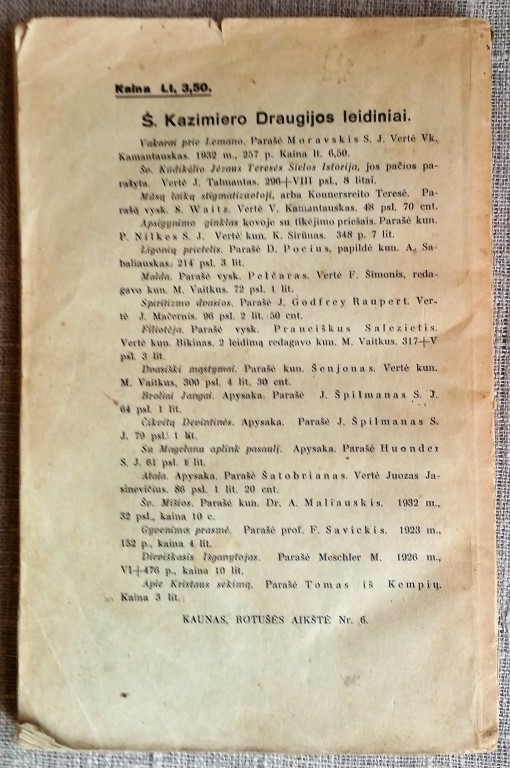 Kaina Lt. 3,50.
Š. Kazimiero Draugijos leidiniai.
Vakarai prie Lemano. Parašė Moravskis S. J. Vertė Vk.
Kamantauskas. 1932 m., 257 p. Kaina lt. 6,50.
Šv. Kūdikėlio Jėzaus Teresės Sielos Istorija, jos pačios pa-
rašyta. Vertė J. Talmantas. 296+VIII psl., 8 litai.
Mūsų laikų stigmatizuotoji, arba Konnersreito Teresė. Pa-
rašė vysk. S. Waitz. Vertė V. Kamantauskas. 48 psl. 70 cnt.
Apsigynimo ginklas kovoje su tikėjimo priešais. Parašė kun.
P. Nilkes S. J. Vertė kun. K. Sirūnas. 348 p. 7 lit.
Ligonių prietelis. Parašė D. Pocius, papildė kun. A. Sa-
baliauskas. 214 psl. 3 lit.
Malda. Parašė vysk. Pelčaras. Vertė F. Šimonis, reda-
gavo kun. M. Vaitkus. 72 psl. 1 lit.
Spiritizmo dvasios. Parašė J. Godfrey Raupert. Ver-
tė J. Mačernis. 96 psl. 2 lit. 50 cnt.
Filiotėja. Parašė vysk. Pranciškus Salezietis.
Vertė kun. Bikinas. 2 leidimą redagavo kun. M. Vaitkus. 317+V
psl. 3 lit.
Dvasiški mąstymai. Parašė kun. Šenjonas. Vertė kun.
M. Vaitkus, 300 psl. 4 lit. 30 cnt.
Broliai Jangai. Apysaka. Parašė J. Špilmanas S. J.
64 psl. 1 lit.
Čikvitų Devintinės. Apysaka. Parašė J. Špilmanas S.
J. 79 psl. 1 lit.
Su Magelanu aplink pasaulį. Apysaka. Parašė Huonder
S. J. 61 psl. 1 lit.
Atala. Apysaka. Parašė Šatobrianas. Vertė Juozas Ja-
sinevičius. 86 psl. 1 lit. 20 cnt.
Šv. Mišios. Parašė kun. Dr. A. Maliauskis. 1932 m.,
32 psl., kaina 10 c.
Gyvenimo prasmė. Parašė prof. F. Savickis. 1923 m.,
152 p., kaina 4 lit.
Dieviškasis Išganytojas. Parašė Meschler M. 1926 m.,
VI+476 p., kaina 10 lit.
Apie Kristaus sekimą. Parašė Tomas iš Kempių.
Kaina 3 lit.
KAUNAS, ROTUŠĖS AIKŠTĖ Nr. 6.